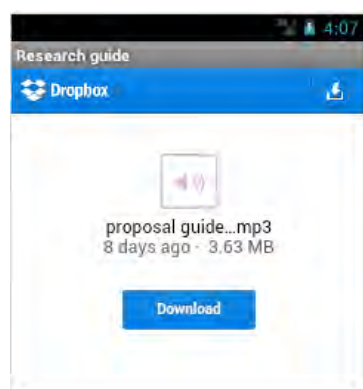 4:07
Research guide
Dropbox
proposal guide...mp3
8 days ago · 3.63 MB
Download